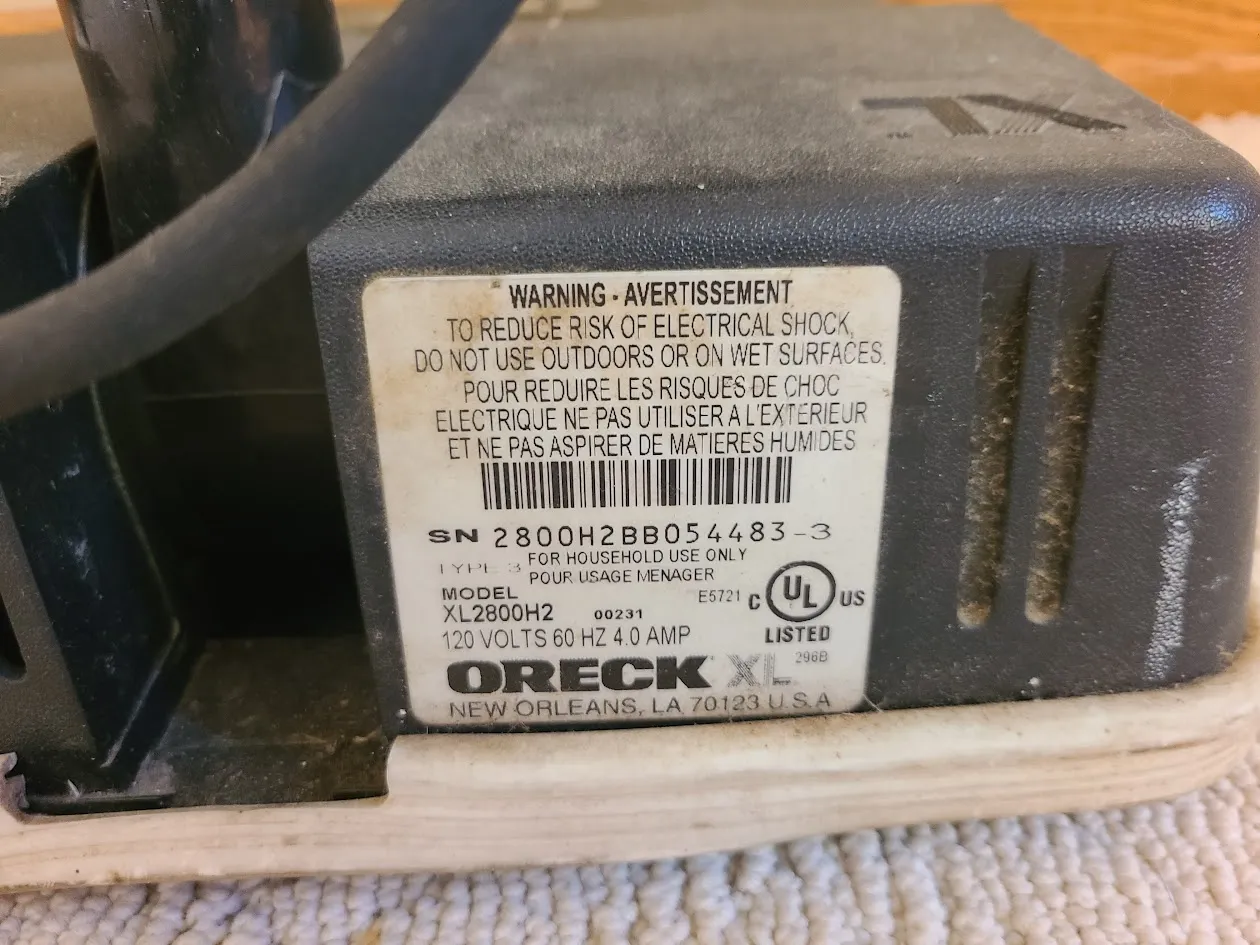 XL
WARNING - AVERTISSEMENT
TO REDUCE RISK OF ELECTRICAL SHOCK,
DO NOT USE OUTDOORS OR ON WET SURFACES.
POUR REDUIRE LES RISQUES DE CHOC
ELECTRIQUE NE PAS UTILISER A L'EXTERIEUR
ET NE PAS ASPIRER DE MATIERES HUMIDES
SN 2800H2BB054483-3
TYPE 3 FOR HOUSEHOLD USE ONLY
POUR USAGE MENAGER
MODEL
XL2800H2 00231
E5721 C UL US
LISTED
120 VOLTS 60 HZ 4.0 AMP
296B
ORECK XL
NEW ORLEANS, LA 70123 U.S.A